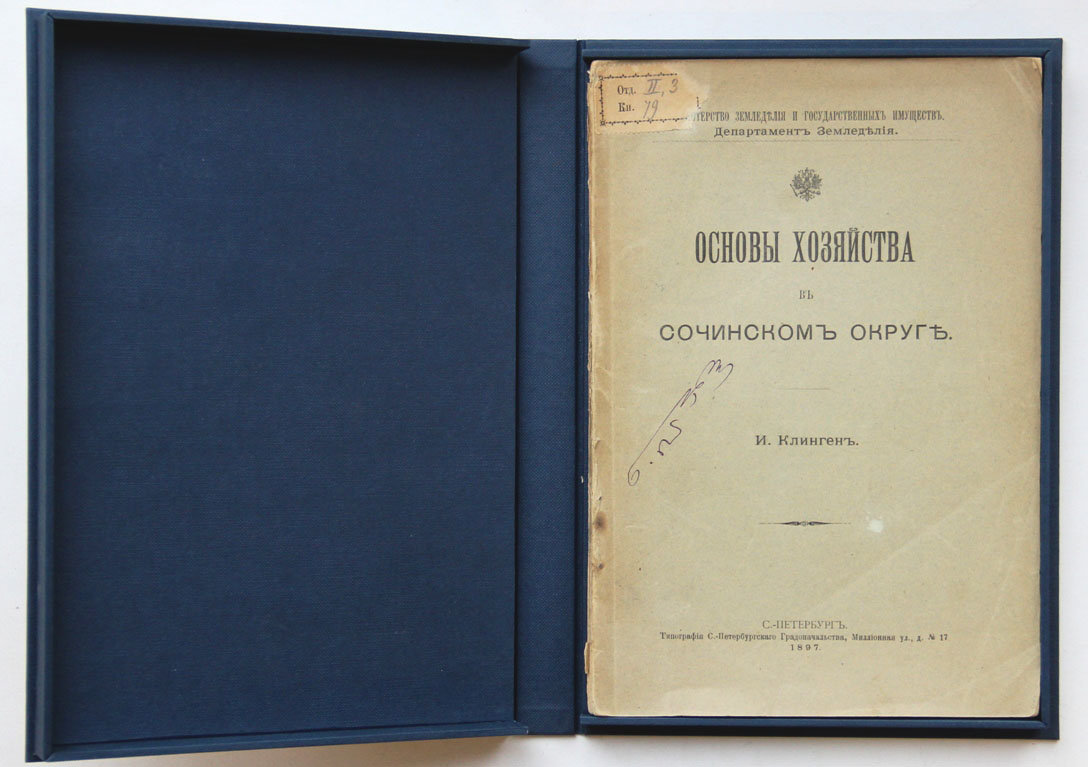 Отд. II, 3
Кн. 79
ТЕРСТВО ЗЕМЛЕДѢЛІЯ И ГОСУДАРСТВЕННЫХЪ ИМУЩЕСТВЪ.
Департаментъ Земледѣлія.
ОСНОВЫ ХОЗЯЙСТВА
ВЪ
СОЧИНСКОМЪ ОКРУГѢ.
И. Клингенъ.
С.-ПЕТЕРБУРГЪ.
Типографія С.-Петербургскаго Градоначальства, Милліонная ул., д. № 17
1897.